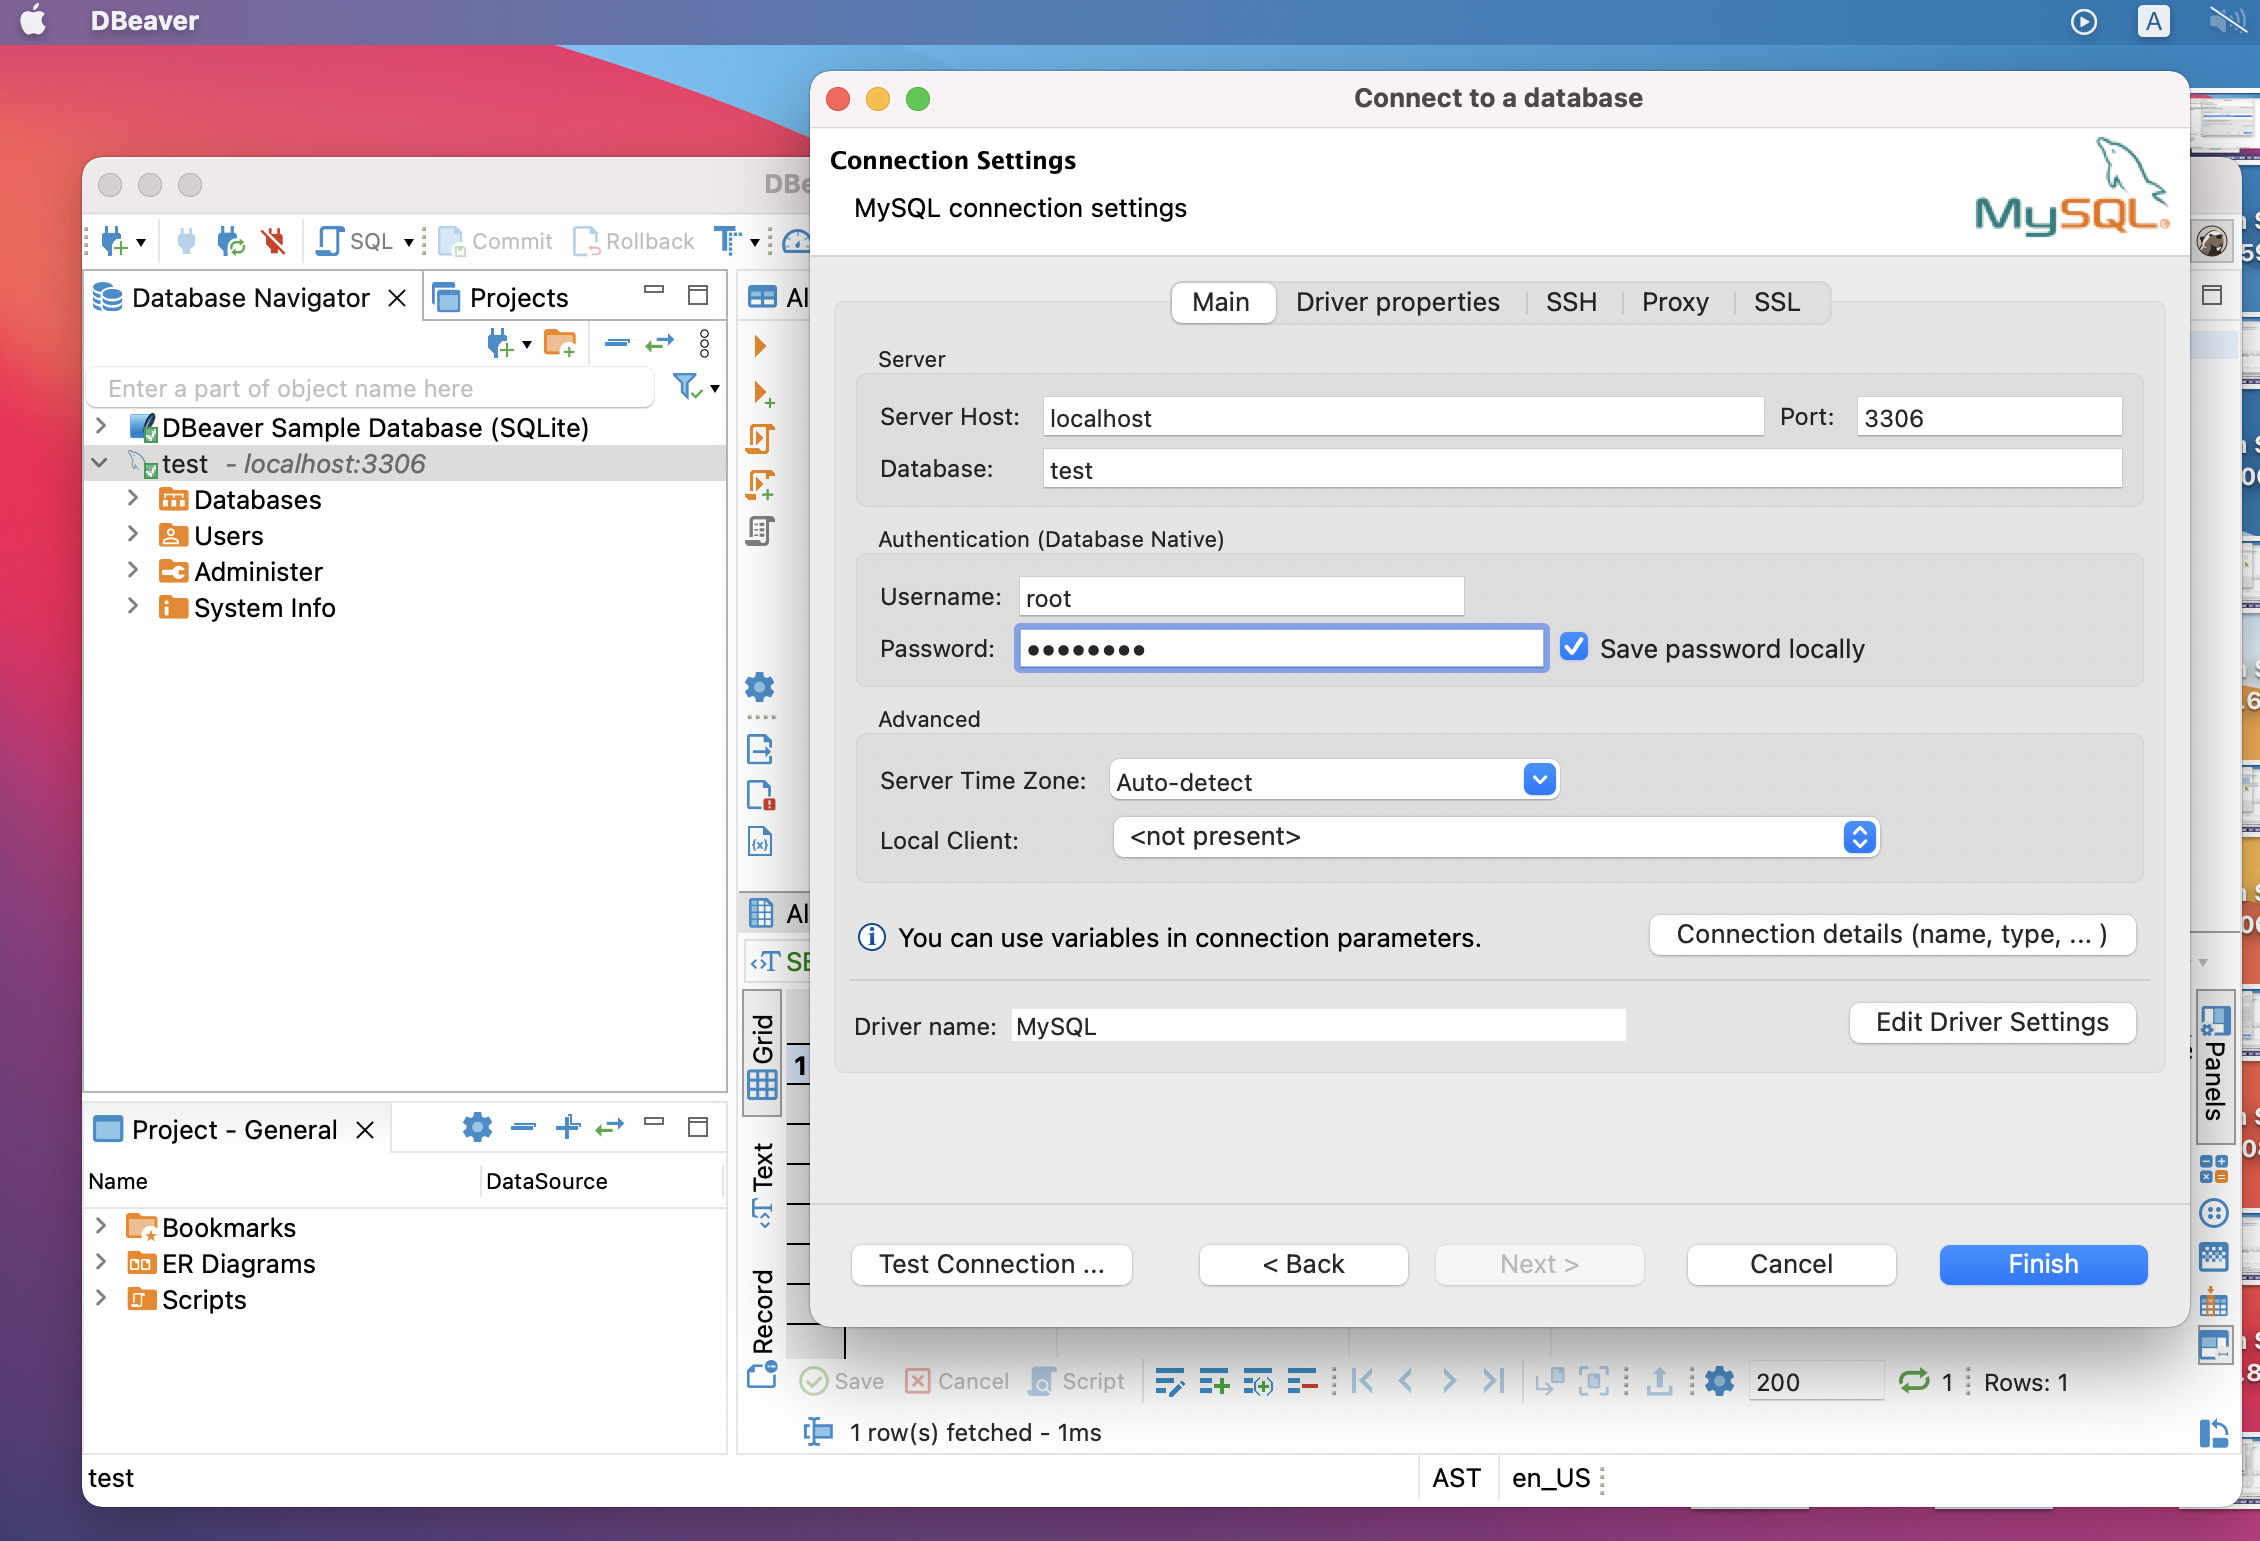 DBeaver
A
Connect to a database
Connection Settings
MySQL connection settings
MySQL
SQL
Commit
Rollback
Database Navigator
Projects
Enter a part of object name here
DBeaver Sample Database (SQLite)
test - localhost:3306
Databases
Users
Administer
System Info
Main
Driver properties
SSH
Proxy
SSL
Server
Server Host: localhost
Port: 3306
Database: test
Authentication (Database Native)
Username: root
Password: ••••••••
Save password locally
Advanced
Server Time Zone: Auto-detect
Local Client: <not present>
You can use variables in connection parameters.
Connection details (name, type, ... )
Driver name: MySQL
Edit Driver Settings
Test Connection ...
< Back
Next >
Cancel
Finish
Grid
1
Text
Record
Panels
Project - General
Name
DataSource
Bookmarks
ER Diagrams
Scripts
Save
Cancel
Script
200
1
Rows: 1
1 row(s) fetched - 1ms
test
AST
en_US